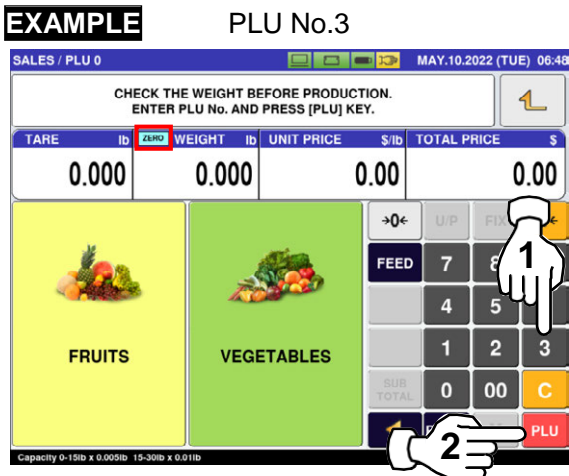 EXAMPLE PLU No.3
SALES / PLU 0 MAY.10.2022 (TUE) 06:48
CHECK THE WEIGHT BEFORE PRODUCTION.
ENTER PLU No. AND PRESS [PLU] KEY.
TARE lb ZERO WEIGHT lb UNIT PRICE $/lb TOTAL PRICE $
0.000 0.000 0.00 0.00
→0← U/P FIX
FEED 7 8
1
4 5
FRUITS VEGETABLES 1 2 3
SUB
TOTAL 0 00 C
2 PLU
Capacity 0-15lb x 0.005lb 15-30lb x 0.01lb